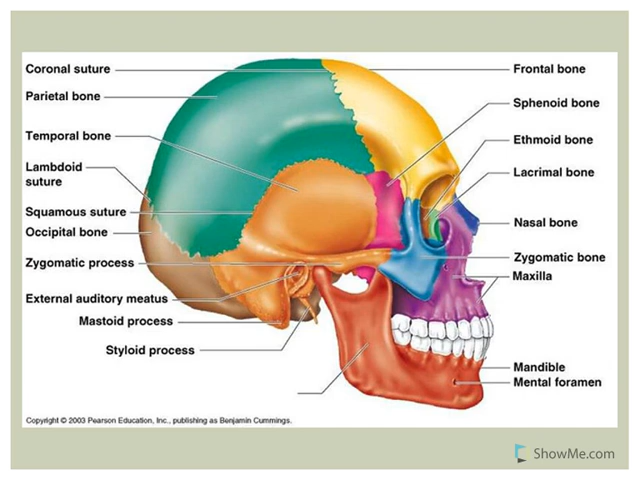 Coronal suture
Parietal bone
Temporal bone
Lambdoid
suture
Squamous suture
Occipital bone
Zygomatic process
External auditory meatus
Mastoid process
Styloid process
Frontal bone
Sphenoid bone
Ethmoid bone
Lacrimal bone
Nasal bone
Zygomatic bone
Maxilla
Mandible
Mental foramen
Copyright © 2003 Pearson Education, Inc., publishing as Benjamin Cummings.
ShowMe.com